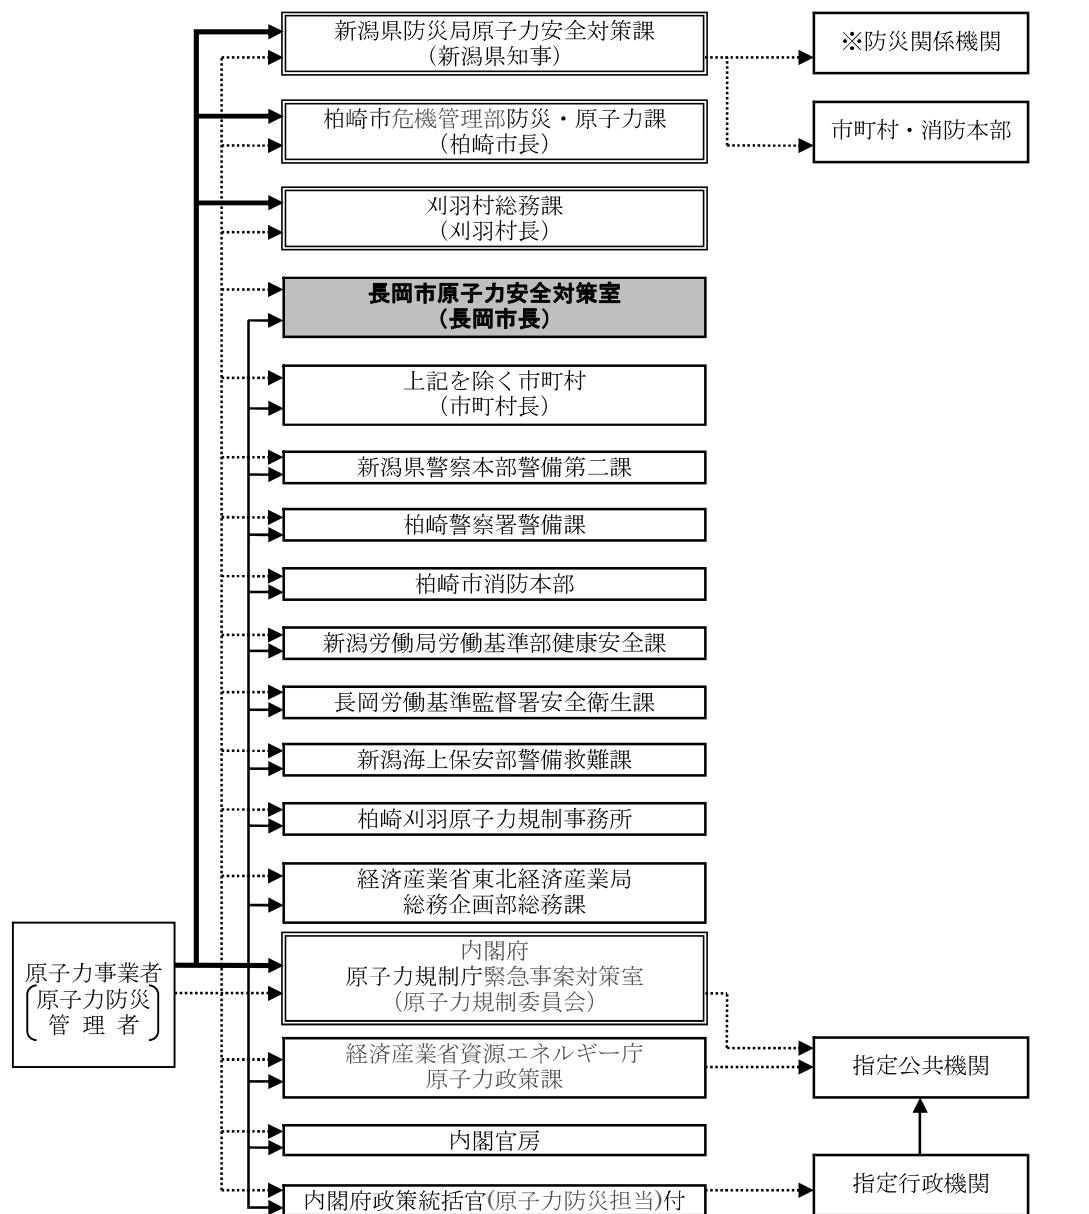 新潟県防災局原子力安全対策課
（新潟県知事）
※防災関係機関
柏崎市危機管理部防災・原子力課
（柏崎市長）
市町村・消防本部
刈羽村総務課
（刈羽村長）
長岡市原子力安全対策室
（長岡市長）
上記を除く市町村
（市町村長）
新潟県警察本部警備第二課
柏崎警察署警備課
柏崎市消防本部
新潟労働局労働基準部健康安全課
長岡労働基準監督署安全衛生課
新潟海上保安部警備救難課
柏崎刈羽原子力規制事務所
経済産業省東北経済産業局
総務企画部総務課
原子力事業者
原子力防災
管理者
内閣府
原子力規制庁緊急事案対策室
（原子力規制委員会）
経済産業省資源エネルギー庁
原子力政策課
指定公共機関
内閣官房
指定行政機関
内閣府政策統括官(原子力防災担当)付